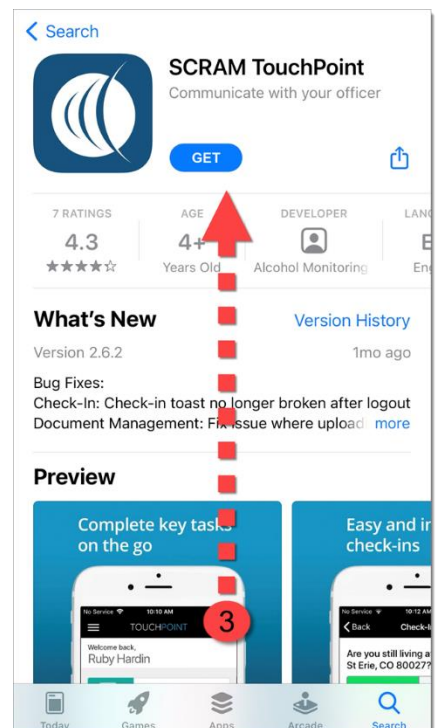 Search
SCRAM TouchPoint
Communicate with your officer
GET
7 RATINGS
4.3
AGE
4+
Years Old
DEVELOPER
Alcohol Monitoring
What's New
Version History
Version 2.6.2
1mo ago
Bug Fixes:
Check-In: Check-in toast no longer broken after logout
Document Management: Fix issue where upload more
Preview
Complete key tasks
on the go
Easy and
check-ins
No Service 10:10 AM
TOUCHPOINT
Welcome back,
Ruby Hardin
3
No Service 10:12 AM
Back
Are you still living a
St Erie, CO 80027?
Today Games Apps Arcade Search